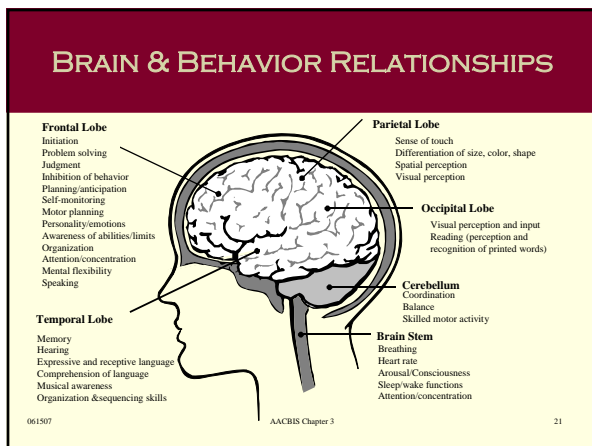 BRAIN & BEHAVIOR RELATIONSHIPS
Frontal Lobe
Initiation
Problem solving
Judgment
Inhibition of behavior
Planning/anticipation
Self-monitoring
Motor planning
Personality/emotions
Awareness of abilities/limits
Organization
Attention/concentration
Mental flexibility
Speaking
Parietal Lobe
Sense of touch
Differentiation of size, color, shape
Spatial perception
Visual perception
Occipital Lobe
Visual perception and input
Reading (perception and
recognition of printed words)
Cerebellum
Coordination
Balance
Skilled motor activity
Temporal Lobe
Memory
Hearing
Expressive and receptive language
Comprehension of language
Musical awareness
Organization &sequencing skills
Brain Stem
Breathing
Heart rate
Arousal/Consciousness
Sleep/wake functions
Attention/concentration
061507
AACBIS Chapter 3
21